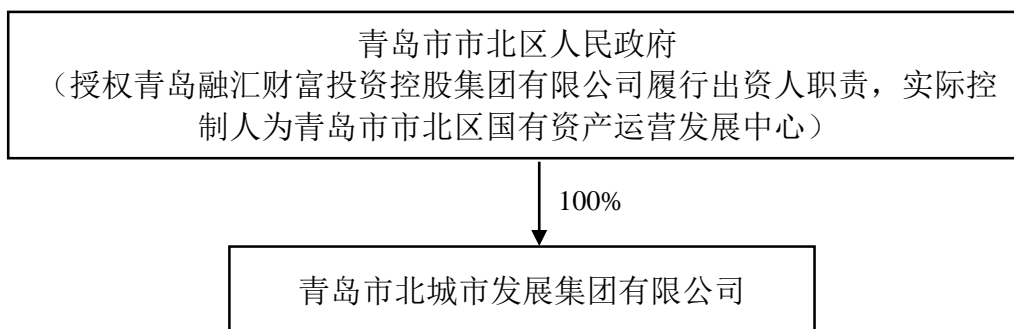 青岛市市北区人民政府
（授权青岛融汇财富投资控股集团有限公司履行出资人职责，实际控
制人为青岛市市北区国有资产运营发展中心）
100%
青岛市北城市发展集团有限公司